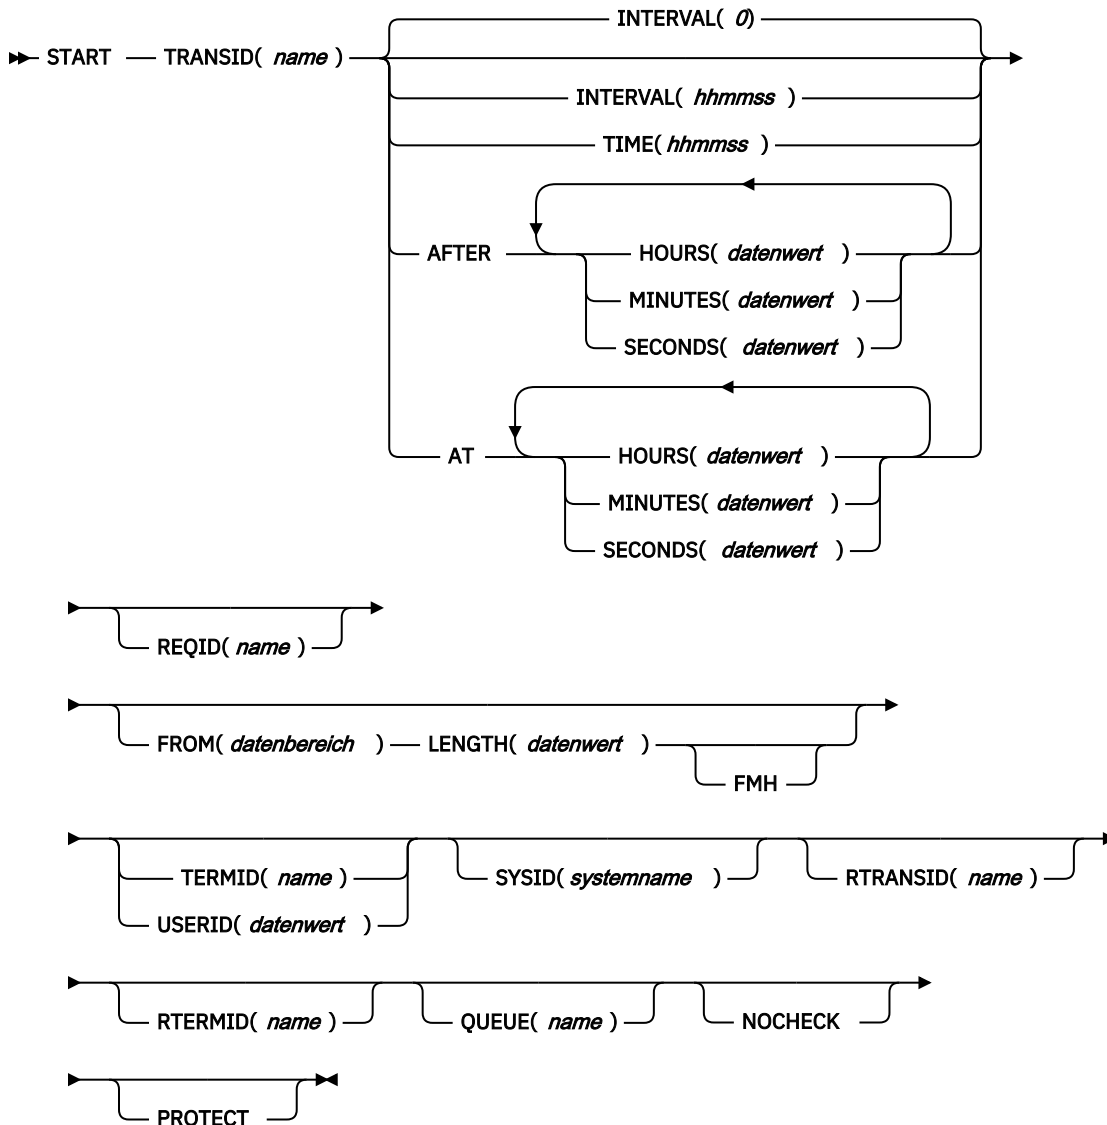 INTERVAL( 0)
START TRANSID( name )
INTERVAL( hhmmss )
TIME( hhmmss )
AFTER HOURS( datenwert )
MINUTES( datenwert )
SECONDS( datenwert )
AT HOURS( datenwert )
MINUTES( datenwert )
SECONDS( datenwert )
REQID( name )
FROM( datenbereich ) LENGTH( datenwert )
FMH
TERMID( name ) SYSID( systemname ) RTRANSID( name )
USERID( datenwert )
RTERMID( name ) QUEUE( name ) NOCHECK
PROTECT